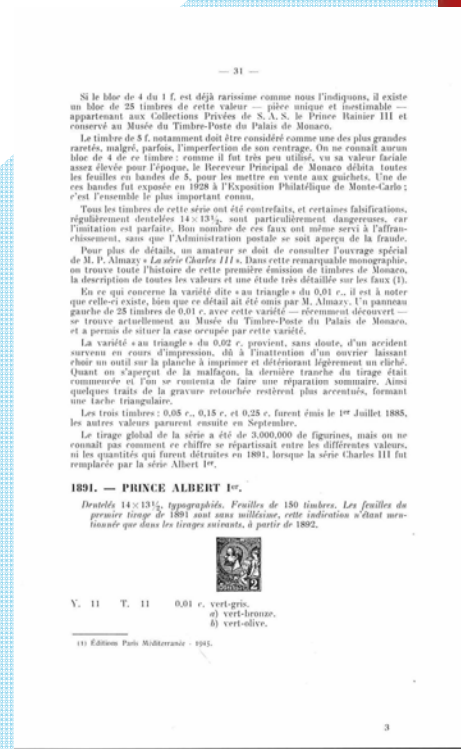 — 31 —
Si le bloc de 4 du 1 f. est déjà rarissime comme nous l'indiquons, il existe
un bloc de 25 timbres de cette valeur — pièce unique et inestimable —
appartenant aux Collections Privées de S. A. S. le Prince Rainier III et
conservé au Musée du Timbre-Poste du Palais de Monaco.
Le timbre de 5 f. notamment doit être considéré comme une des plus grandes
raretés, malgré, parfois, l'imperfection de son centrage. On ne connaît aucun
bloc de 4 de ce timbre : comme il fut très peu utilisé, vu sa valeur faciale
assez élevée pour l'époque, le Receveur Principal de Monaco débita toutes
les feuilles en bandes de 5, pour les mettre en vente aux guichets. Une de
ces bandes fut exposée en 1928 à l'Exposition Philatélique de Monte-Carlo ;
c'est l'ensemble le plus important connu.
Tous les timbres de cette série ont été contrefaits, et certaines falsifications,
régulièrement dentelées 14×13½, sont particulièrement dangereuses, car
l'imitation est parfaite. Bon nombre de ces faux ont même servi à l'affran-
chissement, sans que l'Administration postale se soit aperçu de la fraude.
Pour plus de détails, un amateur se doit de consulter l'ouvrage spécial
de M. P. Almazy « La série Charles III ». Dans cette remarquable monographie,
on trouve toute l'histoire de cette première émission de timbres de Monaco,
la description de toutes les valeurs et une étude très détaillée sur les faux (1).
En ce qui concerne la variété dite « au triangle » du 0,01 c., il est à noter
que celle-ci existe, bien que ce détail ait été omis par M. Almazy. Un panneau
gauche de 25 timbres de 0,01 c. avec cette variété — récemment découvert —
se trouve actuellement au Musée du Timbre-Poste du Palais de Monaco,
et a permis de situer la case occupée par cette variété.
La variété « au triangle » du 0,02 c. provient, sans doute, d'un accident
survenu en cours d'impression, dû à l'inattention d'un ouvrier laissant
choir un outil sur la planche à imprimer et détériorant légèrement un cliché.
Quant on s'aperçut de la malfaçon, la dernière tranche du tirage était
commencée et l'on se contenta de faire une réparation sommaire. Ainsi
quelques traits de la gravure retouchée restèrent plus accentués, formant
une tache triangulaire.
Les trois timbres : 0,05 c., 0,15 c. et 0,25 c. furent émis le 1er Juillet 1885,
les autres valeurs parurent ensuite en Septembre.
Le tirage global de la série a été de 3.000.000 de figurines, mais on ne
connaît pas comment ce chiffre se répartissait entre les différentes valeurs,
ni les quantités qui furent détruites en 1891, lorsque la série Charles III fut
remplacée par la série Albert 1er.
1891. — PRINCE ALBERT 1er.
Dentelés 14×13½, typographiés. Feuilles de 150 timbres. Les feuilles du
premire tirage de 1891 sont sans millésime, cette indication n'étant men-
tionnée que dans les tirages suivants, à partir de 1892.
2
Y. 11 T. 11 0,01 c. vert-gris.
a) vert-bronze.
b) vert-olive.
(1) Éditions Paris Méditerranée - 1945.
3